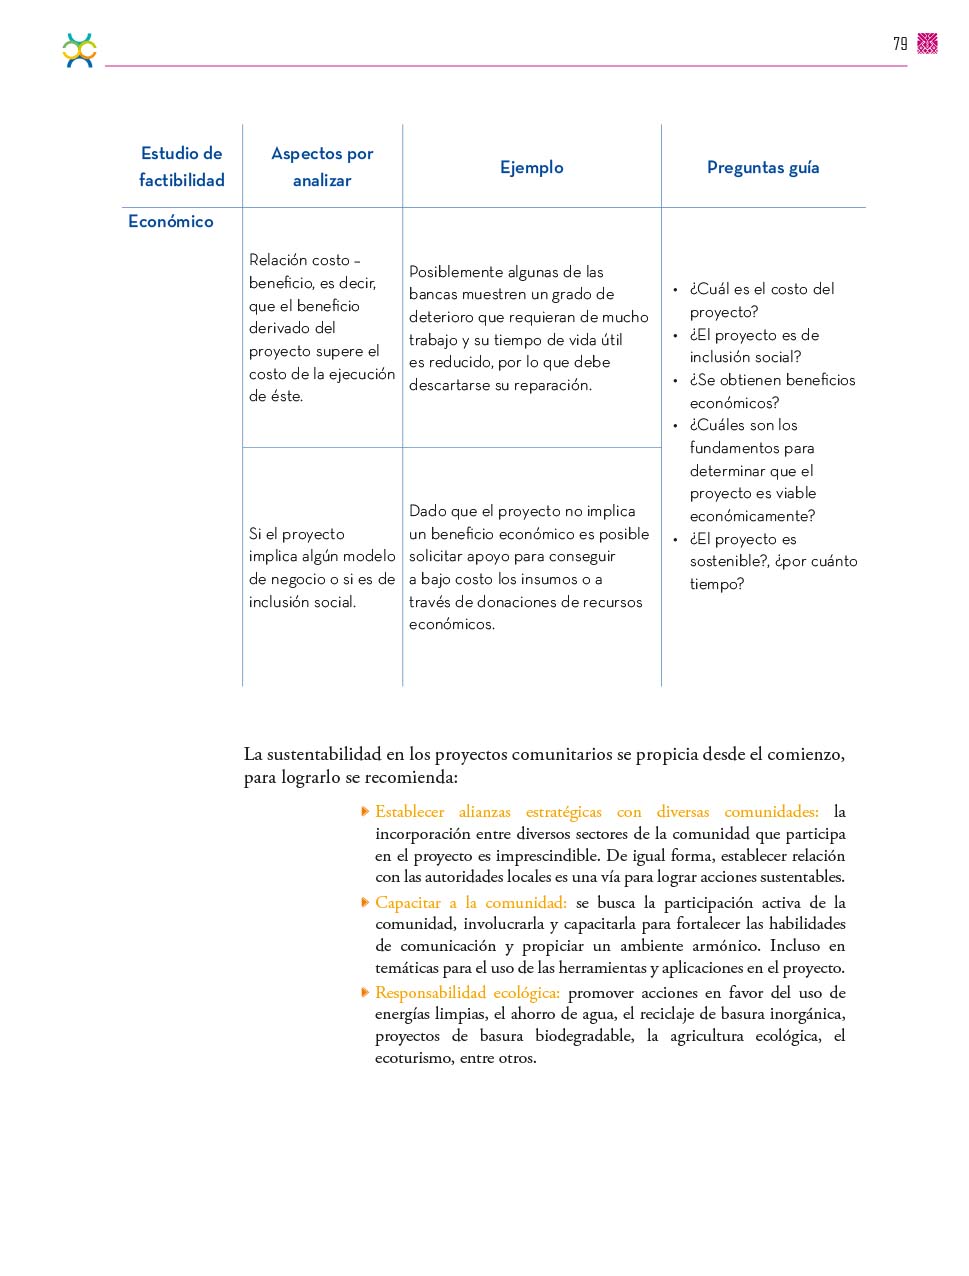 79
Estudio de
factibilidad
Aspectos por
analizar
Ejemplo
Preguntas guía
Económico
Relación costo –
beneficio, es decir,
que el beneficio
derivado del
proyecto supere el
costo de la ejecución
de éste.
Posiblemente algunas de las
bancas muestren un grado de
deterioro que requieran de mucho
trabajo y su tiempo de vida útil
es reducido, por lo que debe
descartarse su reparación.
• ¿Cuál es el costo del
proyecto?
• ¿El proyecto es de
inclusión social?
• ¿Se obtienen beneficios
económicos?
• ¿Cuáles son los
fundamentos para
determinar que el
proyecto es viable
económicamente?
• ¿El proyecto es
sostenible?, ¿por cuánto
tiempo?
Si el proyecto
implica algún modelo
de negocio o si es de
inclusión social.
Dado que el proyecto no implica
un beneficio económico es posible
solicitar apoyo para conseguir
a bajo costo los insumos o a
través de donaciones de recursos
económicos.
La sustentabilidad en los proyectos comunitarios se propicia desde el comienzo,
para lograrlo se recomienda:
Establecer alianzas estratégicas con diversas comunidades: la
incorporación entre diversos sectores de la comunidad que participa
en el proyecto es imprescindible. De igual forma, establecer relación
con las autoridades locales es una vía para lograr acciones sustentables.
Capacitar a la comunidad: se busca la participación activa de la
comunidad, involucrarla y capacitarla para fortalecer las habilidades
de comunicación y propiciar un ambiente armónico. Incluso en
temáticas para el uso de las herramientas y aplicaciones en el proyecto.
Responsabilidad ecológica: promover acciones en favor del uso de
energías limpias, el ahorro de agua, el reciclaje de basura inorgánica,
proyectos de basura biodegradable, la agricultura ecológica, el
ecoturismo, entre otros.